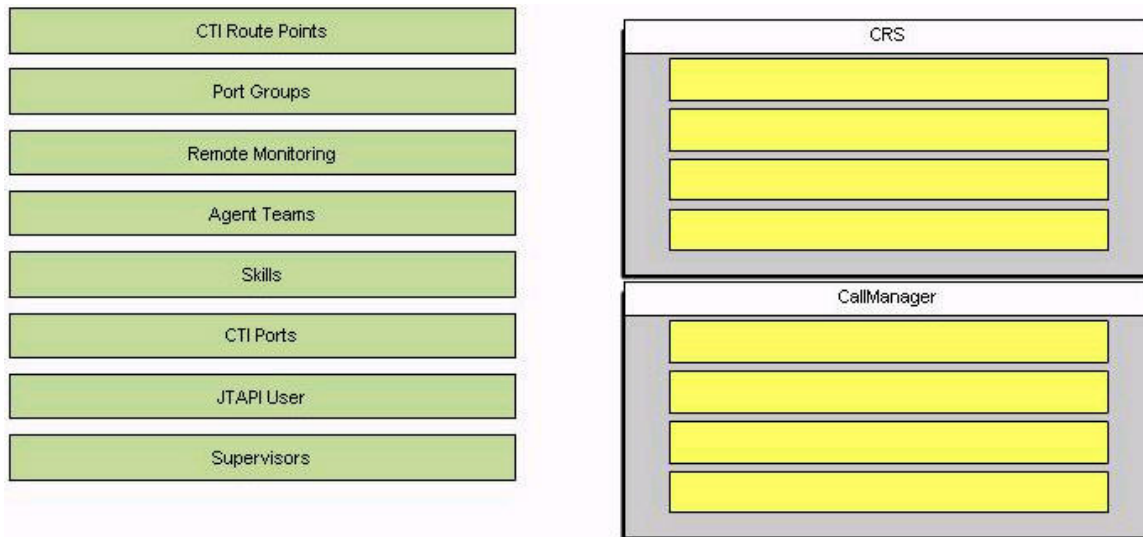 CTI Route Points
Port Groups
Remote Monitoring
Agent Teams
Skills
CTI Ports
JTAPI User
Supervisors
CRS
CallManager